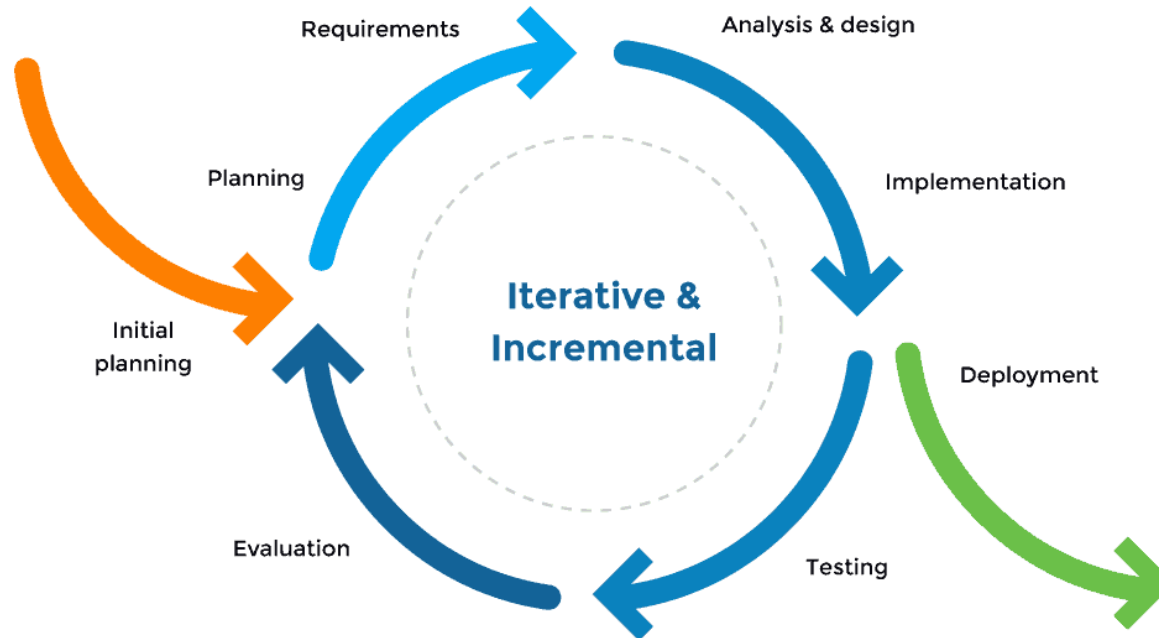 Requirements
Analysis & design
Planning
Implementation
Iterative &
Incremental
Initial
planning
Deployment
Evaluation
Testing